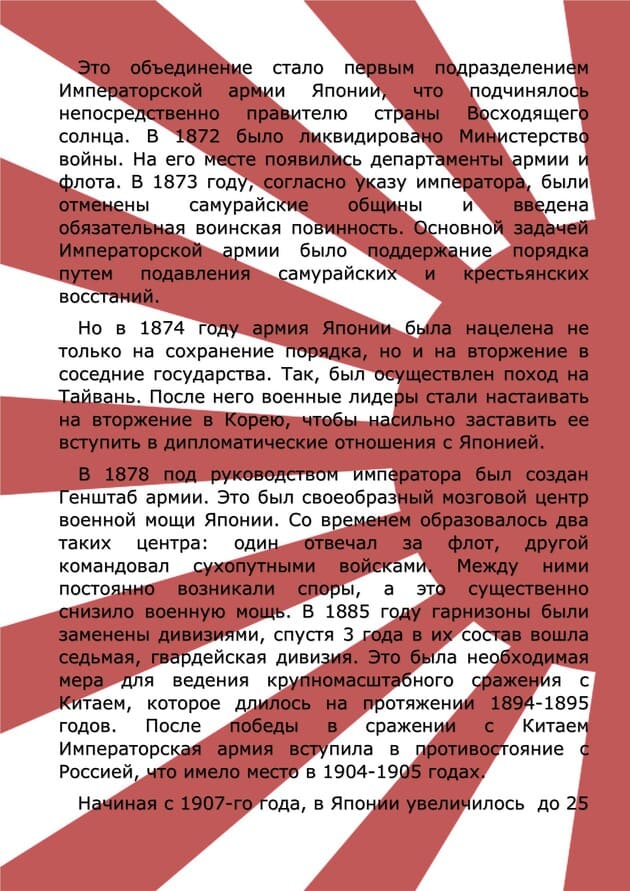 Это объединение стало первым подразделением
Императорской армии Японии, что подчинялось
непосредственно правителю страны Восходящего
солнца. В 1872 было ликвидировано Министерство
войны. На его месте появились департаменты армии и
флота. В 1873 году, согласно указу императора, были
отменены самурайские общины и введена
обязательная воинская повинность. Основной задачей
Императорской армии было поддержание порядка
путем подавления самурайских и крестьянских
восстаний.
Но в 1874 году армия Японии была нацелена не
только на сохранение порядка, но и на вторжение в
соседние государства. Так, был осуществлен поход на
Тайвань. После него военные лидеры стали настаивать
на вторжение в Корею, чтобы насильно заставить ее
вступить в дипломатические отношения с Японией.
В 1878 под руководством императора был создан
Генштаб армии. Это был своеобразный мозговой центр
военной мощи Японии. Со временем образовалось два
таких центра: один отвечал за флот, другой
командовал сухопутными войсками. Между ними
постоянно возникали споры, а это существенно
снизило военную мощь. В 1885 году гарнизоны были
заменены дивизиями, спустя 3 года в их состав вошла
седьмая, гвардейская дивизия. Это была необходимая
мера для ведения крупномасштабного сражения с
Китаем, которое длилось на протяжении 1894-1895
годов. После победы в сражении с Китаем
Императорская армия вступила в противостояние с
Россией, что имело место в 1904-1905 годах.
Начиная с 1907-го года, в Японии увеличилось до 25